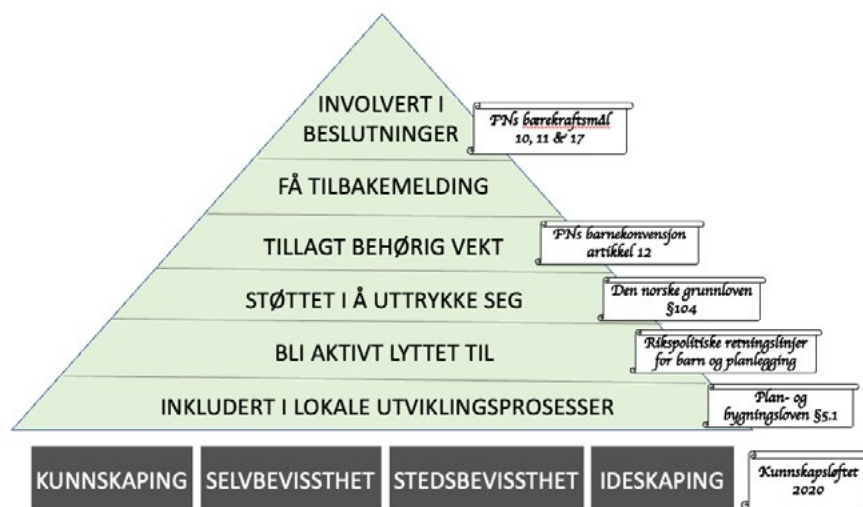 INVOLVERT I
BESLUTNINGER
FNs bærekraftsmål
10, 11 & 17
FÅ TILBAKEMELDING
TILLAGT BEHØRIG VEKT
FNs barnekonvensjon
artikkel 12
STØTTET I Å UTTRYKKE SEG
Den norske grunnloven
§104
BLI AKTIVT LYTTET TIL
Rikspolitiske retningslinjer
for barn og planlegging
INKLUDERT I LOKALE UTVIKLINGSPROSESSER
Plan- og
bygningsloven §5.1
KUNNSKAPING
SELVBEVISSTHET
STEDSBEVISSTHET
IDESKAPING
Kunnskapsløftet
2020